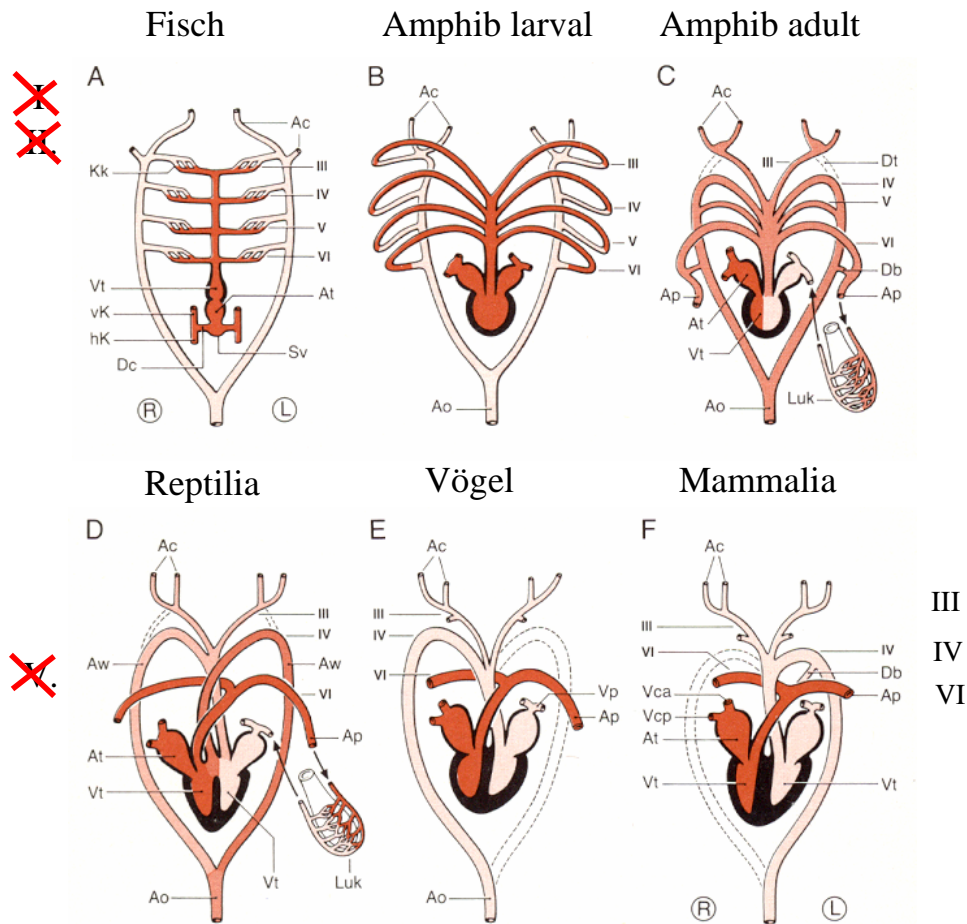 Fisch Amphib larval Amphib adult
I
II.
A
Ac
Kk
III
IV
V
VI
Vt
At
vK
hK
Dc
Sv
R
L
B
Ac
III
IV
V
VI
Ao
C
Ac
III
Dt
IV
V
VI
Db
Ap
Ap
At
Vt
Ao
Luk
Reptilia Vögel Mammalia
V.
D
Ac
III
IV
Aw
Aw
VI
Ap
At
Vt
Vt
Luk
Ao
E
Ac
III
IV
VI
Vp
Ap
Ao
F
Ac
III
VI
IV
Db
Vca
Ap
Vcp
At
Vt
Vt
R
L
III
IV
VI